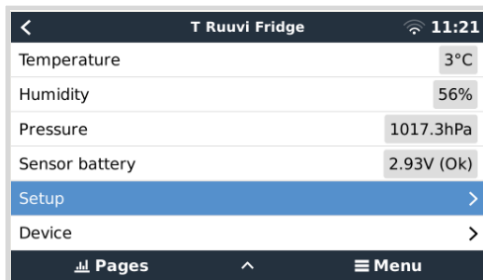 T Ruuvi Fridge 11:21
Temperature 3°C
Humidity 56%
Pressure 1017.3hPa
Sensor battery 2.93V (Ok)
Setup
Device
Pages Menu